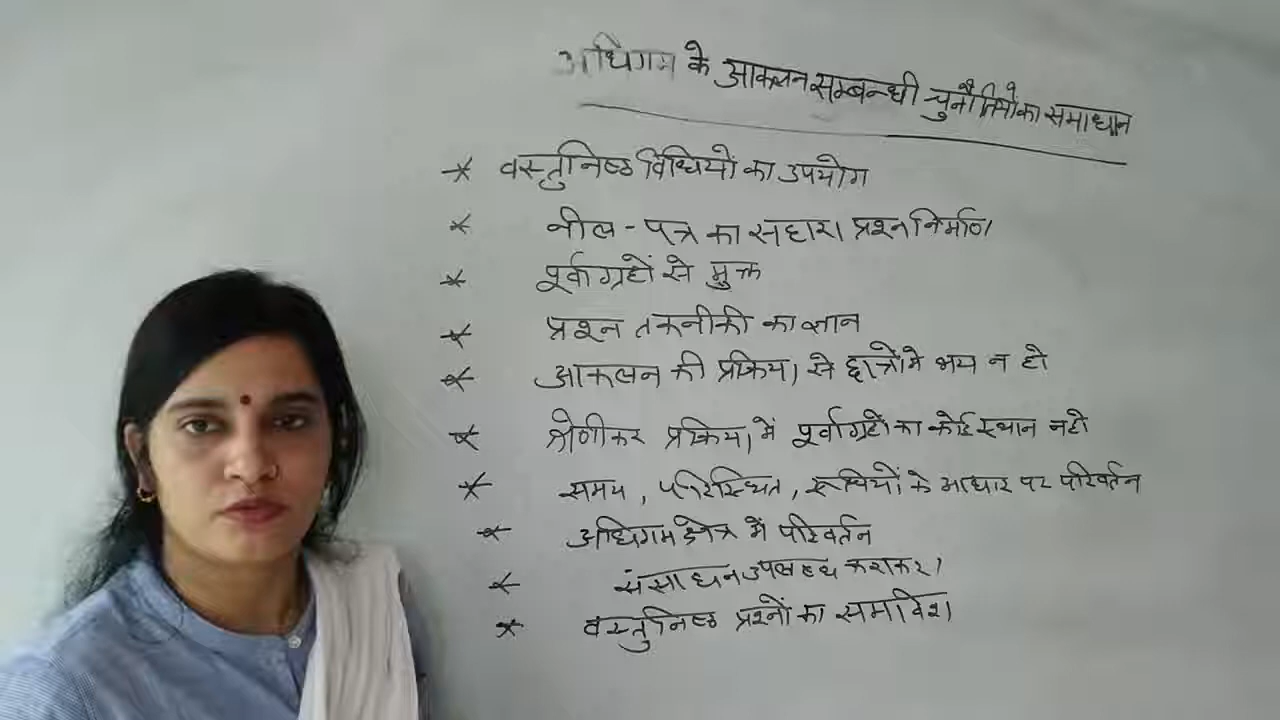 अधिगम के आकलन सम्बन्धी चुनौतियों का समाधान
* वस्तुनिष्ठ विधियों का उपयोग
* नील - पत्र का सहारा प्रश्न निर्माण
* पूर्वाग्रहों से मुक्त
* प्रश्न तकनीकी का ज्ञान
* आकलन की प्रक्रिया से छात्रों मे भय न हो
* श्रेणीकर प्रक्रिया में पूर्वाग्रहों का कोई स्थान नहो
* समय , परिस्थित , रूचियों के आधार पर परिवर्तन
* अधिगम क्षेत्र में परिवर्तन
* संसाधन उपलब्ध कराकर।
* वस्तुनिष्ठ प्रश्नों का समावेश